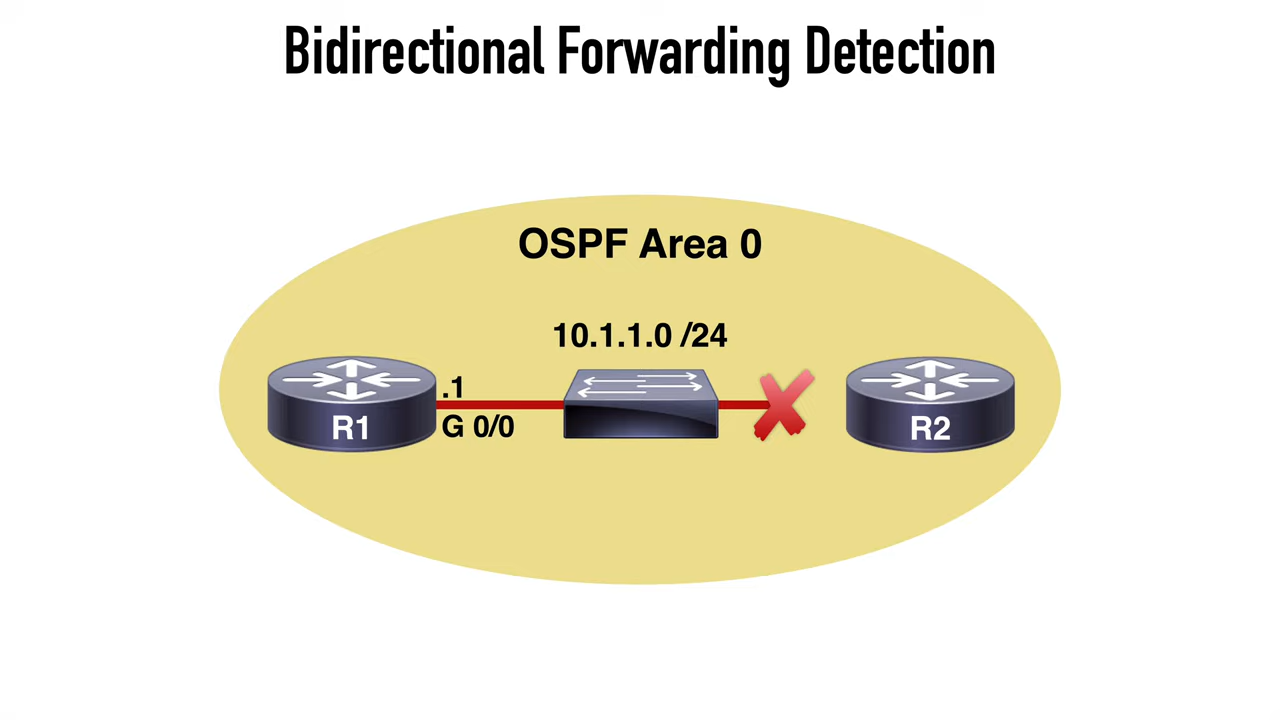 Bidirectional Forwarding Detection
OSPF Area 0
10.1.1.0 /24
.1
G 0/0
R1
R2